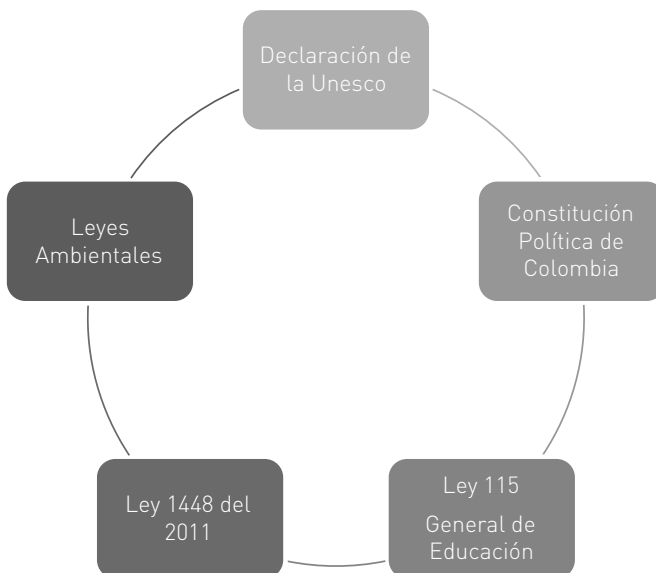 Declaración de
la Unesco
Constitución
Política de
Colombia
Ley 115
General de
Educación
Ley 1448 del
2011
Leyes
Ambientales